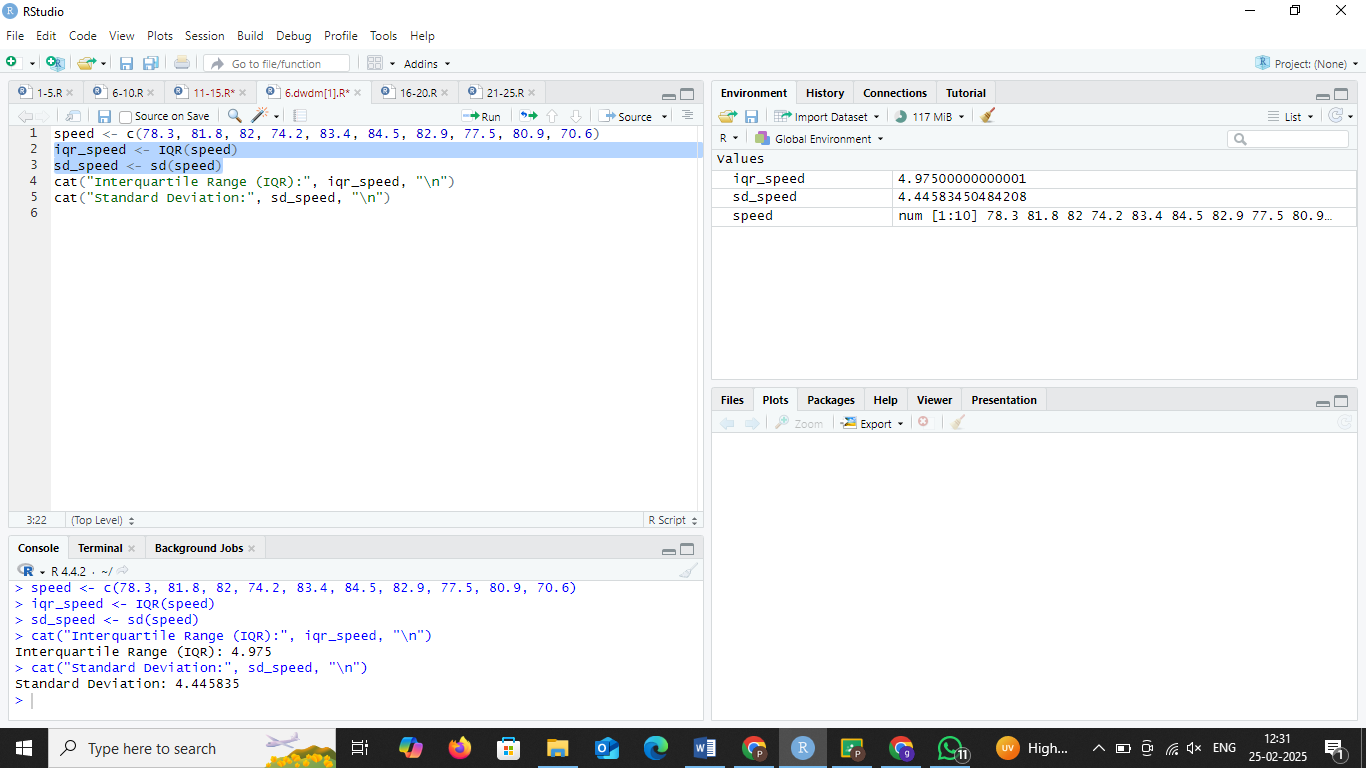 RStudio
File Edit Code View Plots Session Build Debug Profile Tools Help
Go to file/function Addins Project: (None)
1-5.R 6-10.R 11-15.R* 6.dwdm[1].R* 16-20.R 21-25.R
Source on Save Run Source
1 speed <- c(78.3, 81.8, 82, 74.2, 83.4, 84.5, 82.9, 77.5, 80.9, 70.6)
2 iqr_speed <- IQR(speed)
3 sd_speed <- sd(speed)
4 cat("Interquartile Range (IQR):", iqr_speed, "\n")
5 cat("Standard Deviation:", sd_speed, "\n")
6
3:22 (Top Level) R Script
Console Terminal Background Jobs
R R 4.4.2 · ~/
> speed <- c(78.3, 81.8, 82, 74.2, 83.4, 84.5, 82.9, 77.5, 80.9, 70.6)
> iqr_speed <- IQR(speed)
> sd_speed <- sd(speed)
> cat("Interquartile Range (IQR):", iqr_speed, "\n")
Interquartile Range (IQR): 4.975
> cat("Standard Deviation:", sd_speed, "\n")
Standard Deviation: 4.445835
>
Environment History Connections Tutorial
Import Dataset 117 MiB List
R Global Environment
Values
iqr_speed 4.97500000000001
sd_speed 4.44583450484208
speed num [1:10] 78.3 81.8 82 74.2 83.4 84.5 82.9 77.5 80.9…
Files Plots Packages Help Viewer Presentation
Zoom Export
Type here to search
UV High... ENG
11
12:31
25-02-2025
1